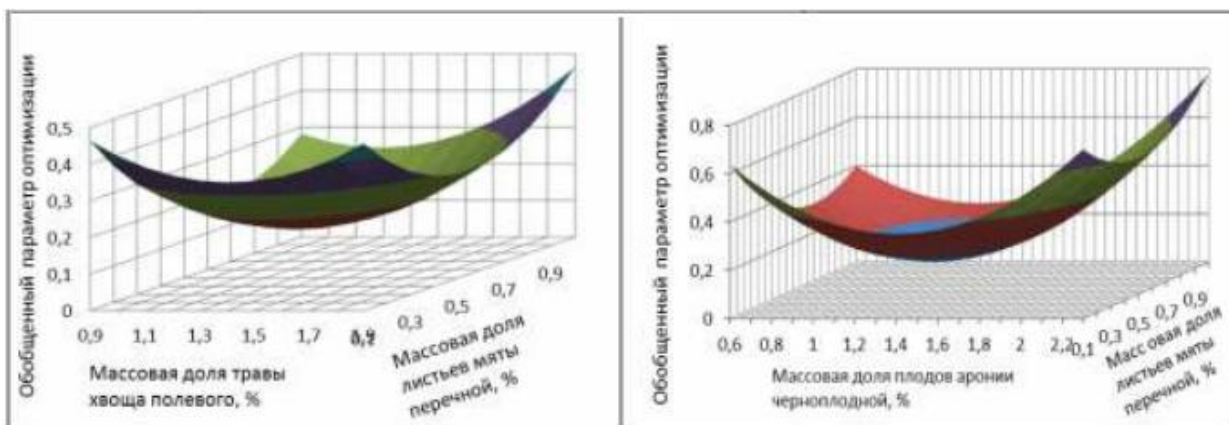 Обобщенный параметр оптимизации
0,5
0,4
0,3
0,2
0,1
0
0,9 1,1 1,3 1,5 1,7
0,3 0,5 0,7 0,9
Массовая доля травы
хвоща полевого, %
Массовая доля
листьев мяты
перечной, %
Обобщенный параметр оптимизации
0,8
0,6
0,4
0,2
0
0,6 0,8 1 1,2 1,4 1,6 1,8 2 2,2
0,1 0,3 0,5 0,7 0,9
Массовая доля плодов аронии
черноплодной, %
Масс овая доля
листьев мяты
перечной, %